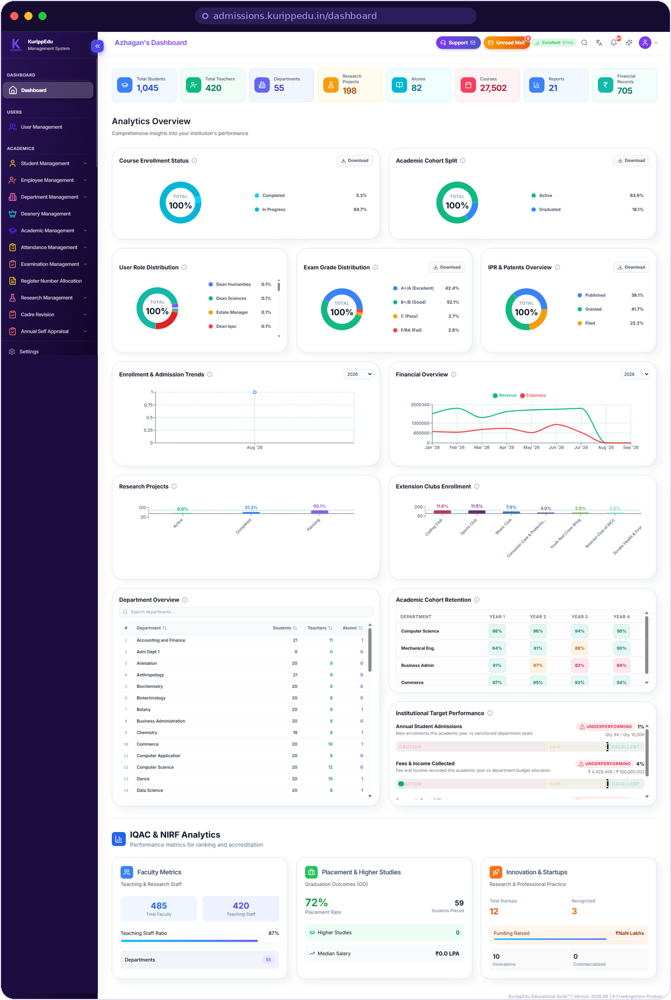 admissions.kurippedu.in/dashboard
KurippEdu
Management System
Azhagan's Dashboard
Support
Unread Mail
8
Excellent 67ms
9+
DASHBOARD
Dashboard
USERS
User Management
ACADEMICS
Student Management
Employee Management
Department Management
Deanery Management
Academic Management
Attendance Management
Examination Management
Register Number Allocation
Research Management
Cadre Revision
Annual Self Appraisal
Settings
Total Students
1,045
Total Teachers
420
Departments
55
Research Projects
198
Alumni
82
Courses
27,502
Reports
21
Financial Records
705
Analytics Overview
Comprehensive insights into your institution's performance
Course Enrollment Status
Download
TOTAL
100%
Completed 5.3%
In Progress 94.7%
Academic Cohort Split
Download
TOTAL
100%
Active 83.9%
Graduated 16.1%
User Role Distribution
TOTAL
100%
Dean Humanities 0.1%
Dean Sciences 0.1%
Estate Manager 0.1%
Dean Iqac 0.1%
Exam Grade Distribution
Download
TOTAL
100%
A+/A (Excellent) 42.4%
B+/B (Good) 52.1%
C (Pass) 2.7%
F/RA (Fail) 2.8%
IPR & Patents Overview
Download
TOTAL
100%
Published 36.1%
Granted 41.7%
Filed 22.2%
Enrollment & Admission Trends
2026
1
0.75
0.5
0.25
0
Aug '26
Financial Overview
2026
Revenue Expenses
2500340
1300000
650000
0
Jan '26 Feb '26 Mar '26 Apr '26 May '26 Jun '26 Jul '26 Aug '26 Sep '26
Research Projects
120
20
8.6% 31.3% 60.1%
Active Completed Planning
Extension Clubs Enrollment
200
50
11.6% 11.5% 7.9% 4.0% 3.9% 3.8%
Coding Club
Sports Club
Music Club
Consumer Care & Protectio...
Youth Red Cross Wing
Rotaract Club of MCC
Scrubs Health & First
Department Overview
Search departments...
# Department Students Teachers Alumni
1 Accounting and Finance 21 11 1
2 Adm Dept 1 0 0 0
3 Animation 20 8 0
4 Anthropology 21 9 0
5 Biochemistry 20 8 0
6 Biotechnology 20 8 0
7 Botany 20 8 1
8 Business Administration 20 8 0
9 Chemistry 19 8 1
10 Commerce 20 10 1
11 Computer Application 20 8 0
12 Computer Science 20 12 0
13 Dance 20 10 1
14 Data Science 20 8 1
Academic Cohort Retention
DEPARTMENT YEAR 1 YEAR 2 YEAR 3 YEAR 4
Computer Science 98% 96% 94% 95%
Mechanical Eng. 94% 91% 88% 90%
Business Admin 91% 87% 82% 84%
Commerce 97% 95% 93% 94%
Institutional Target Performance
Annual Student Admissions UNDERPERFORMING 1%
New enrollments this academic year vs sanctioned department seats Qty 94 / Qty 10,000
CAUTION FAIR EXCELLENT
Fees & Income Collected UNDERPERFORMING 4%
Fee and income recorded this academic year vs department budget allocation ₹ 4,429,408 / ₹ 100,000,002
UTION FAIR EXCELLENT
IQAC & NIRF Analytics
Performance metrics for ranking and accreditation
Faculty Metrics
Teaching & Research Staff
485
Total Faculty
420
Teaching Staff
Teaching Staff Ratio 87%
Departments 55
Placement & Higher Studies
Graduation Outcomes (GO)
72%
Placement Rate
59
Students Placed
Higher Studies 0
Median Salary ₹0.0 LPA
Innovation & Startups
Research & Professional Practice
Total Startups
12
Recognized
3
Funding Raised ₹NaN Lakhs
10
Innovations
0
Commercialized
KurippEdu Educational Suite™ | Version 2026.06 | A FiveAngstrom Product